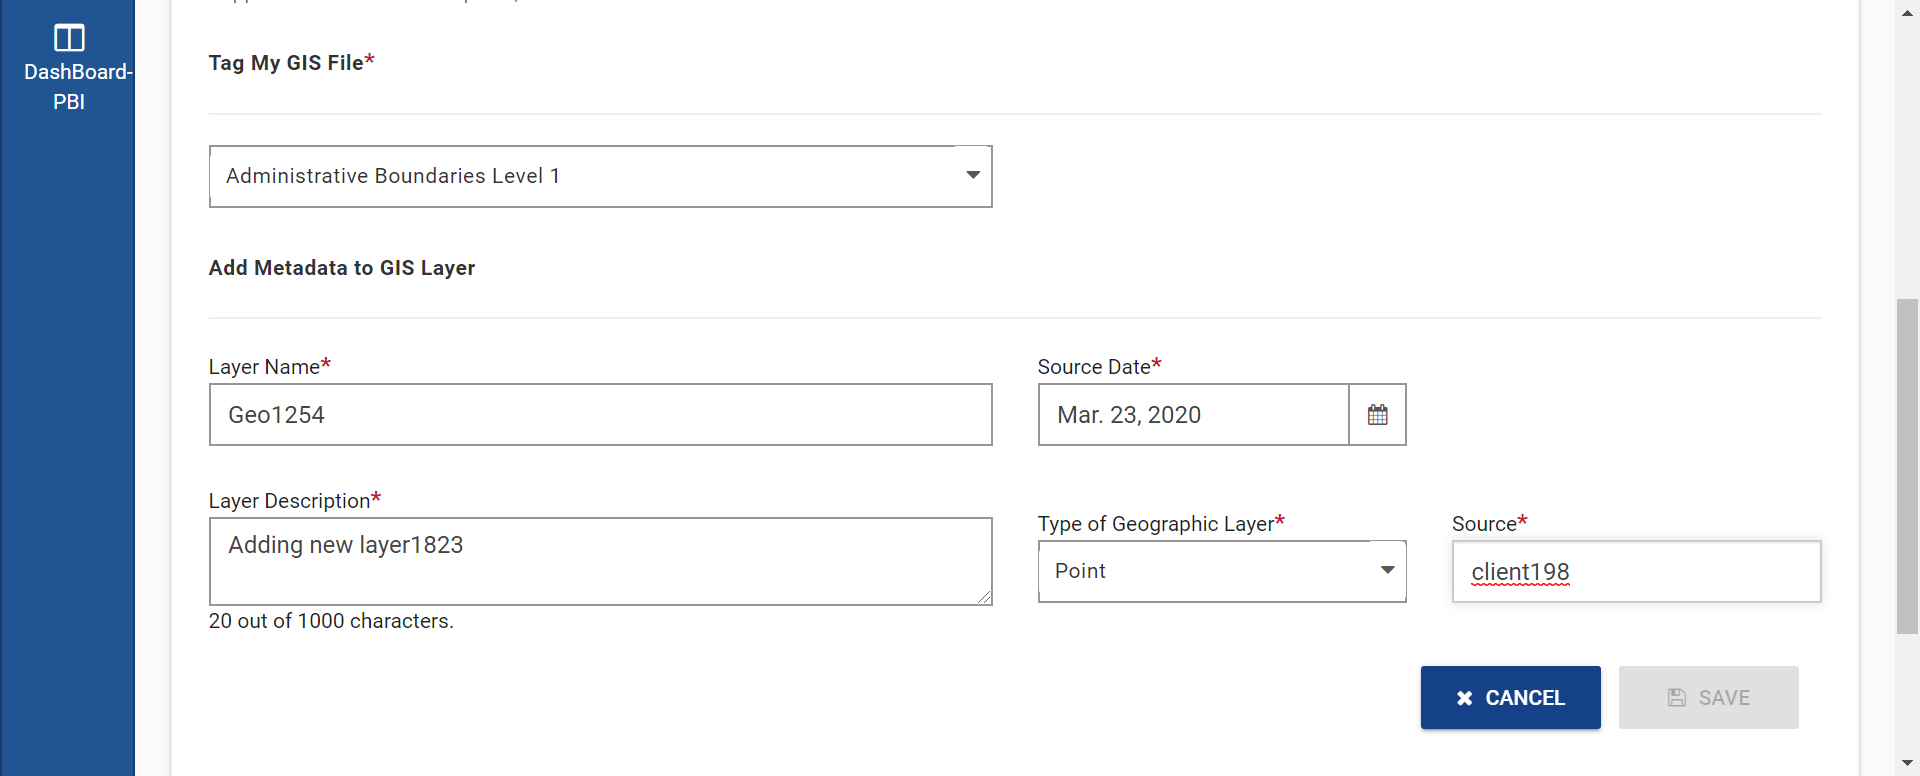 DashBoard-
PBI
Tag My GIS File*
Administrative Boundaries Level 1
Add Metadata to GIS Layer
Layer Name*
Source Date*
Geo1254
Mar. 23, 2020
Layer Description*
Adding new layer1823
20 out of 1000 characters.
Type of Geographic Layer*
Source*
Point
client198
CANCEL
SAVE